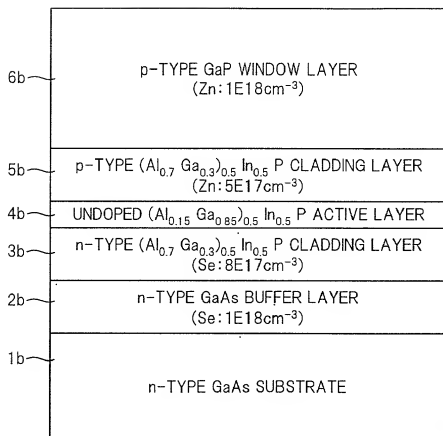 6b
p-TYPE GaP WINDOW LAYER
(Zn:1E18cm⁻³)
5b
p-TYPE (Al₀.₇ Ga₀.₃)₀.₅ In₀.₅ P CLADDING LAYER
(Zn:5E17cm⁻³)
4b
UNDOPED (Al₀.₁₅ Ga₀.₈₅)₀.₅ In₀.₅ P ACTIVE LAYER
3b
n-TYPE (Al₀.₇ Ga₀.₃)₀.₅ In₀.₅ P CLADDING LAYER
(Se:8E17cm⁻³)
2b
n-TYPE GaAs BUFFER LAYER
(Se:1E18cm⁻³)
1b
n-TYPE GaAs SUBSTRATE